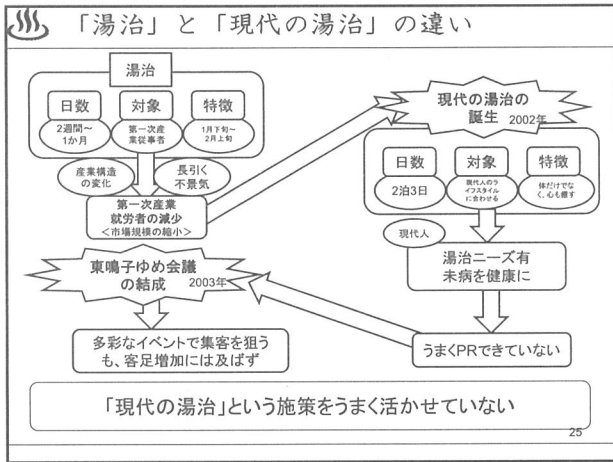 「湯治」と「現代の湯治」の違い
湯治
日数
対象
特徴
2週間～
1か月
第一次産
業従事者
1月下旬～
2月上旬
産業構造
の変化
長引く
不景気
第一次産業
就労者の減少
<市場規模の縮小>
現代の湯治の
誕生 2002年
日数
対象
特徴
2泊3日
現代人のラ
イフスタイル
に合わせる
体だけでな
く、心も癒す
現代人
湯治ニーズ有
未病を健康に
うまくPRできていない
東鳴子ゆめ会議
の結成 2003年
多彩なイベントで集客を狙う
も、客足増加には及ばず
「現代の湯治」という施策をうまく活かせていない
25